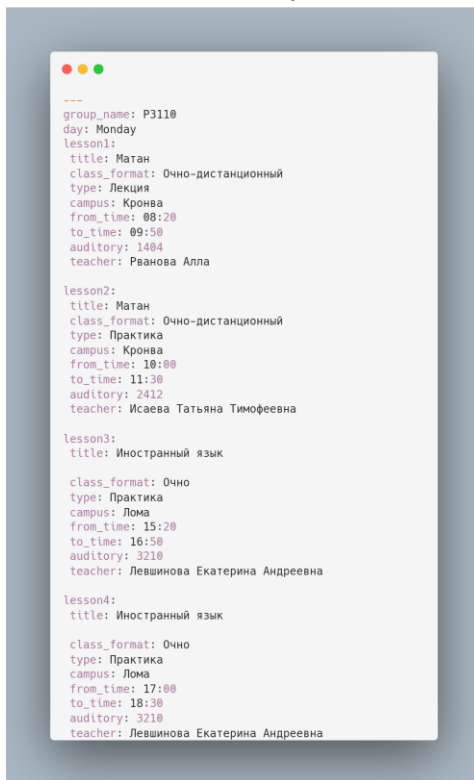 ---
group_name: P3110
day: Monday
lesson1:
title: Матан
class_format: Очно-дистанционный
type: Лекция
campus: Кронва
from_time: 08:20
to_time: 09:50
auditory: 1404
teacher: Рванова Алла
lesson2:
title: Матан
class_format: Очно-дистанционный
type: Практика
campus: Кронва
from_time: 10:00
to_time: 11:30
auditory: 2412
teacher: Исаева Татьяна Тимофеевна
lesson3:
title: Иностранный язык
class_format: Очно
type: Практика
campus: Лома
from_time: 15:20
to_time: 16:50
auditory: 3210
teacher: Левшинова Екатерина Андреевна
lesson4:
title: Иностранный язык
class_format: Очно
type: Практика
campus: Лома
from_time: 17:00
to_time: 18:30
auditory: 3210
teacher: Левшинова Екатерина Андреевна